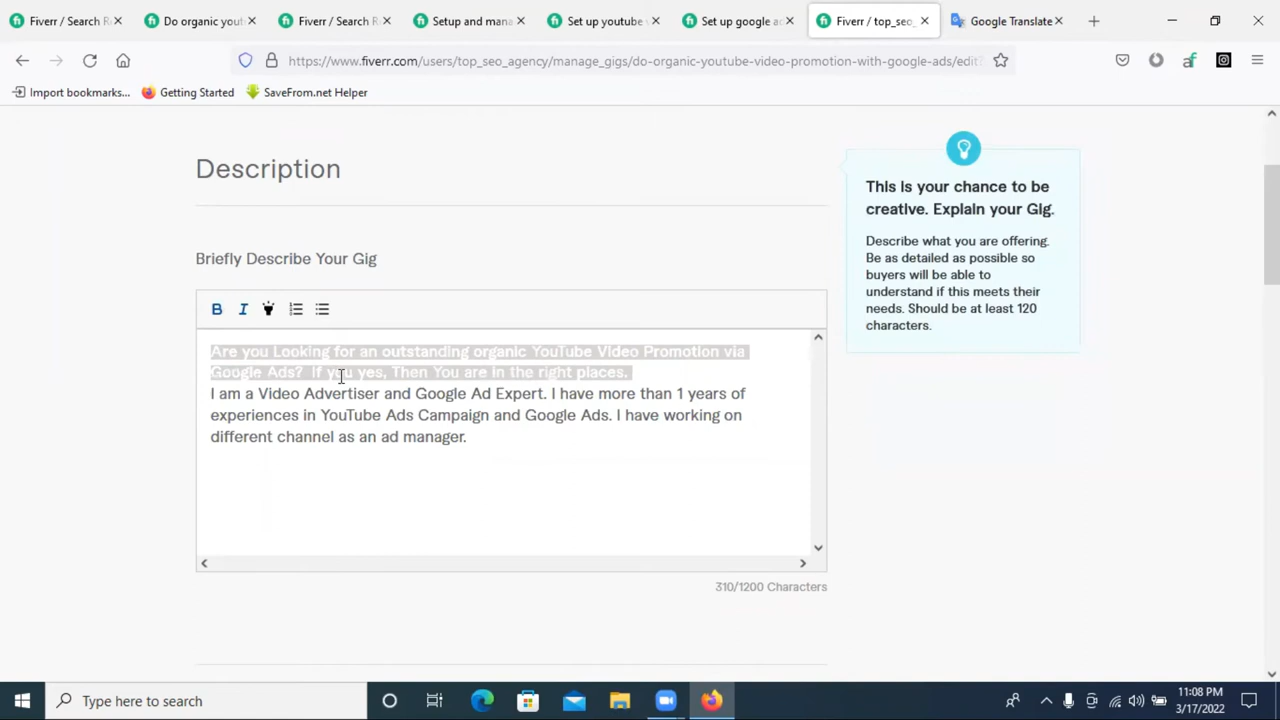 Fiverr / Search R
Do organic yout
Fiverr / Search R
Setup and mana
Set up youtube v
Set up google ad
Fiverr / top_seo_
Google Translate
https://www.fiverr.com/users/top_seo_agency/manage_gigs/do-organic-youtube-video-promotion-with-google-ads/edit
Import bookmarks...
Getting Started
SaveFrom.net Helper
Description
Briefly Describe Your Gig
B I
Are you Looking for an outstanding organic YouTube Video Promotion via
Google Ads?  If you yes, Then You are in the right places.
I am a Video Advertiser and Google Ad Expert. I have more than 1 years of
experiences in YouTube Ads Campaign and Google Ads. I have working on
different channel as an ad manager.
310/1200 Characters
This is your chance to be
creative. Explain your Gig.
Describe what you are offering.
Be as detailed as possible so
buyers will be able to
understand if this meets their
needs. Should be at least 120
characters.
Type here to search
11:08 PM
3/17/2022